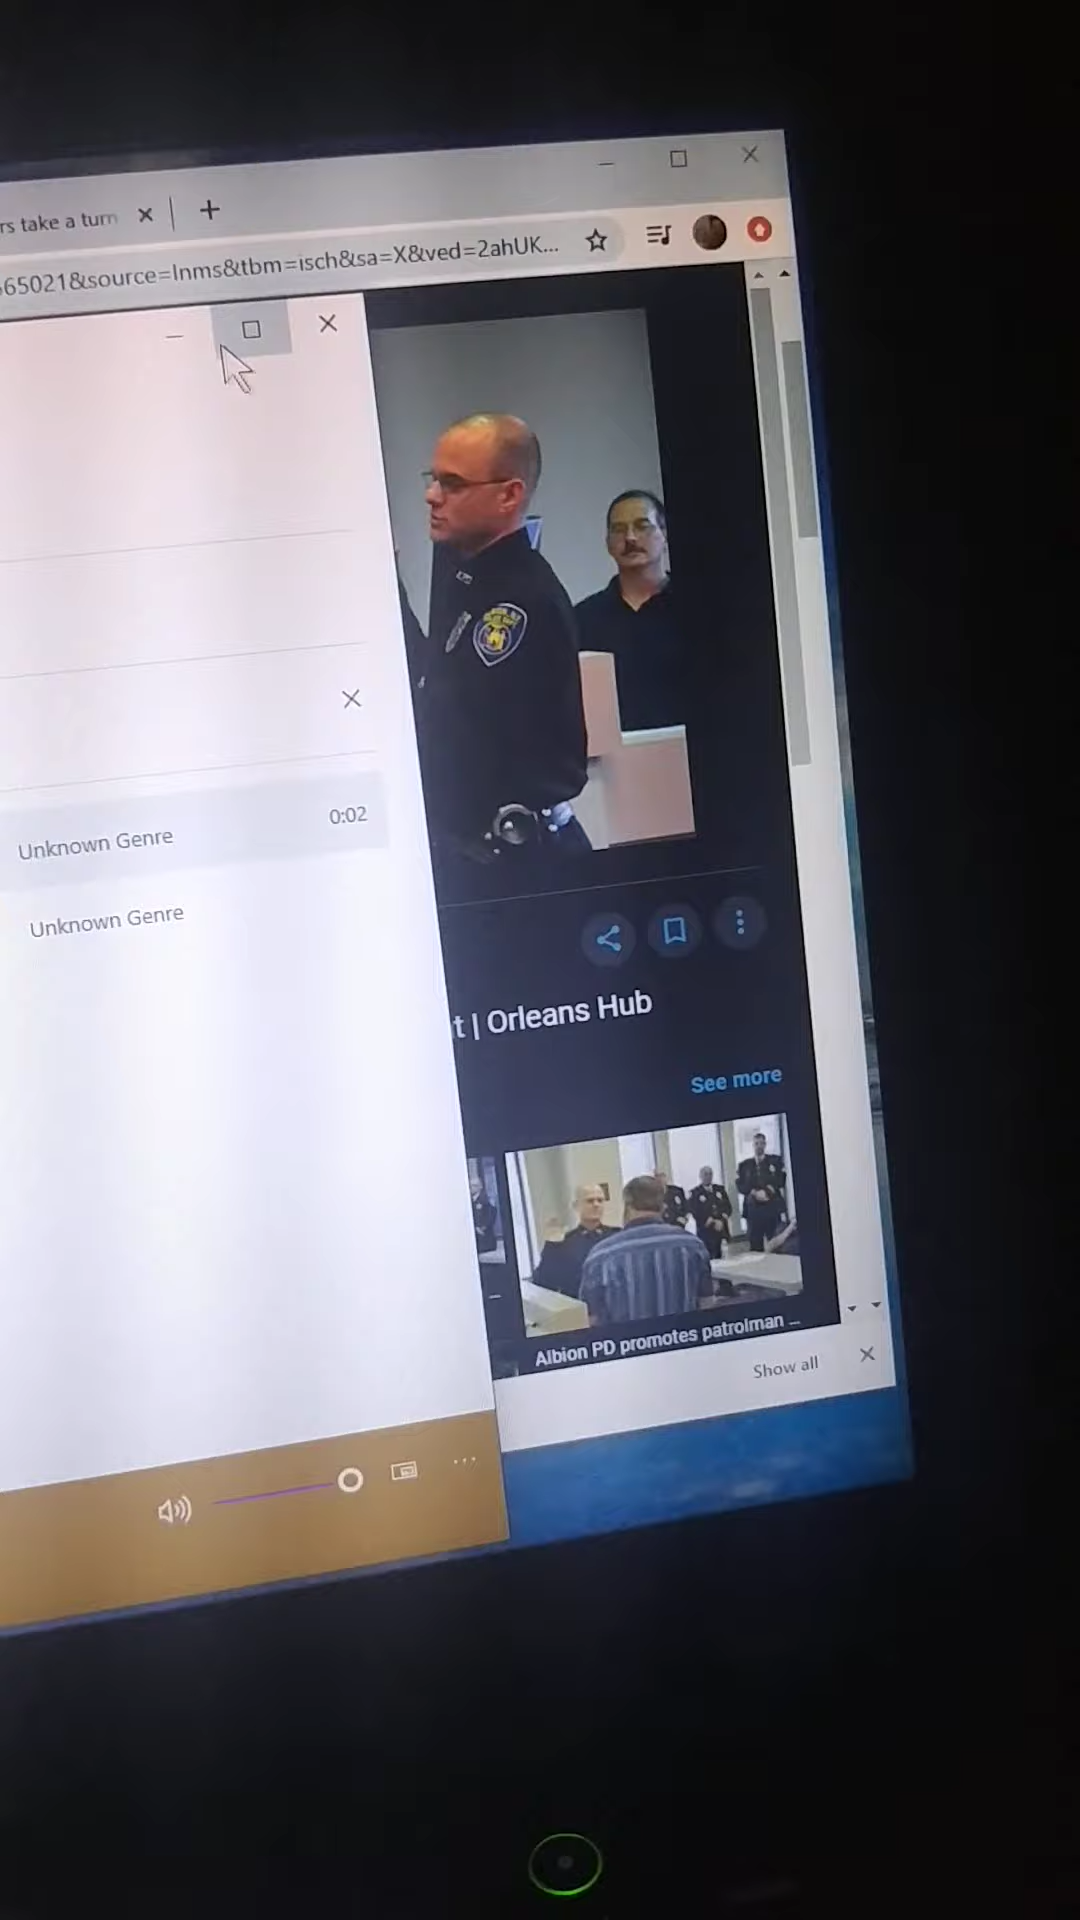 rs take a turn
65021&source=lnms&tbm=isch&sa=X&ved=2ahUK...
0:02
Unknown Genre
Unknown Genre
t | Orleans Hub
See more
Albion PD promotes patrolman ...
Show all